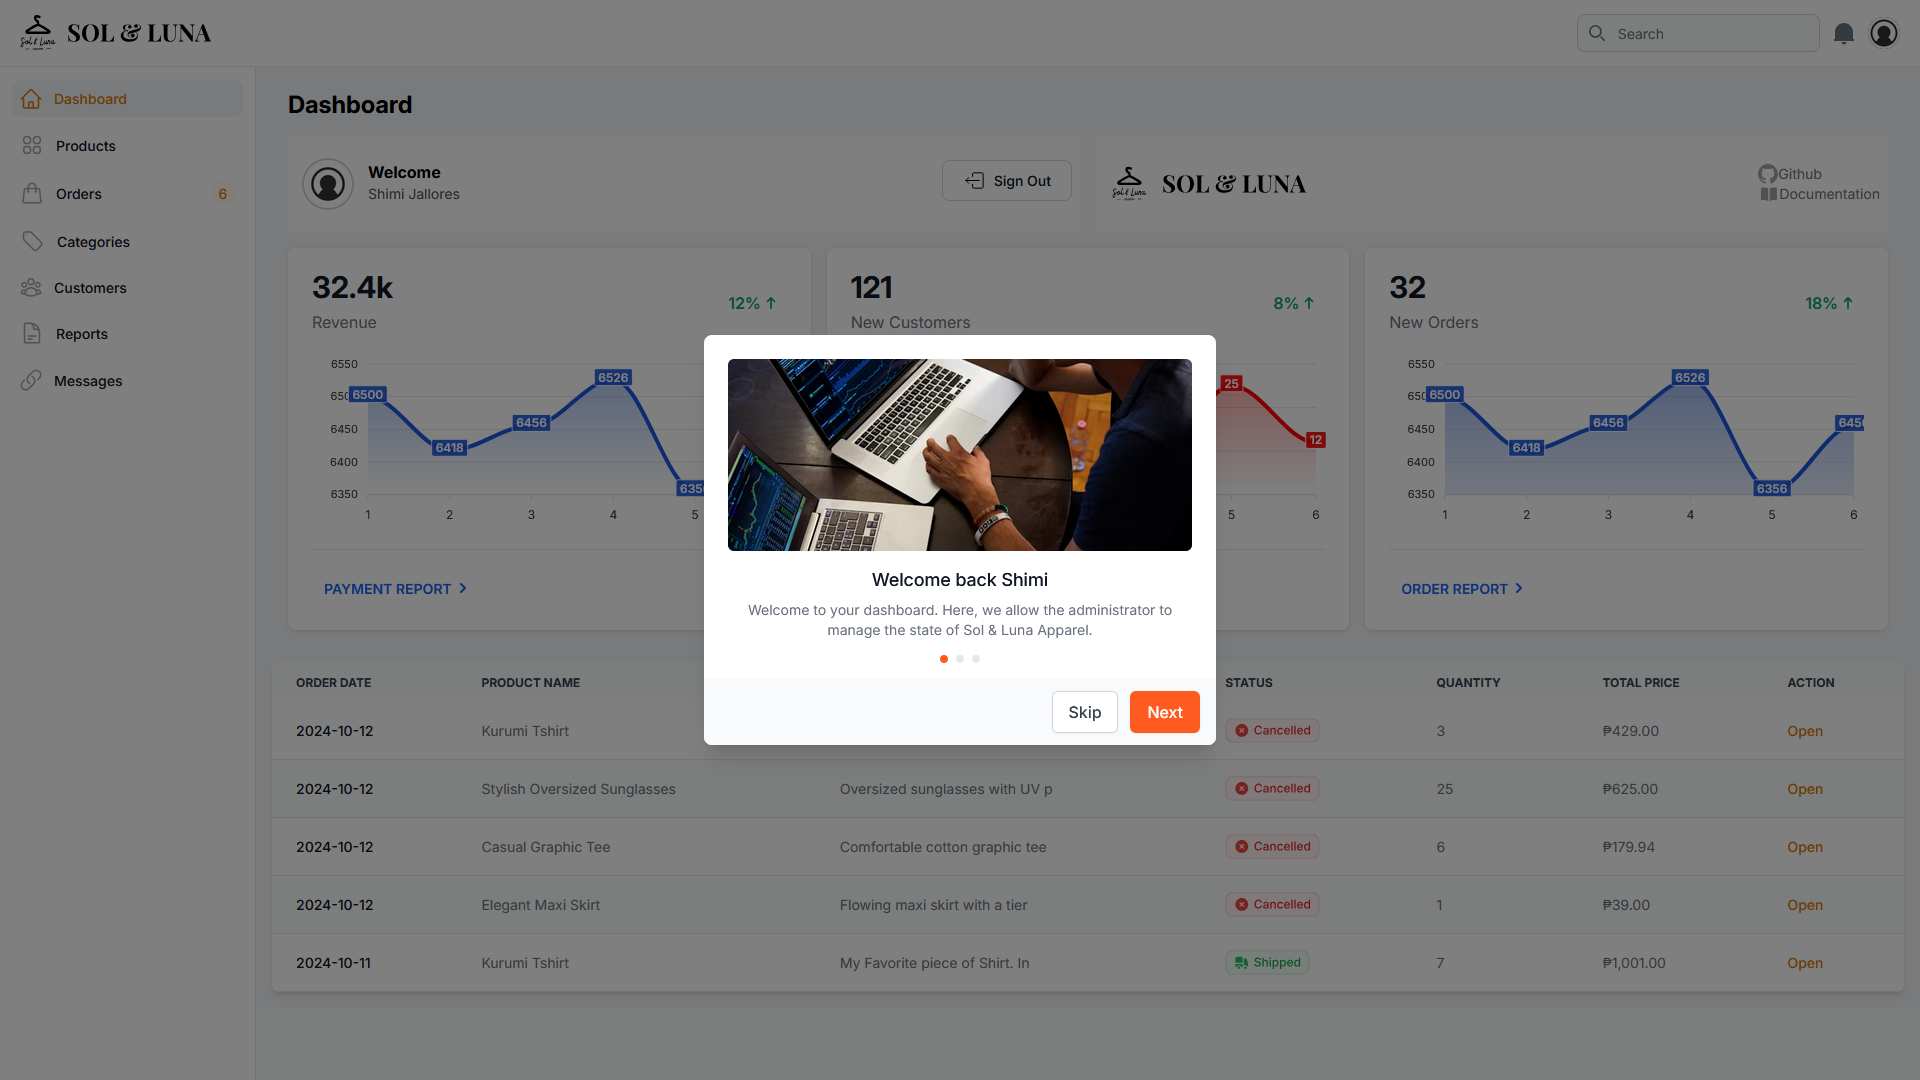 Sol & Luna
SOL & LUNA
Search
Dashboard
Products
Orders 6
Categories
Customers
Reports
Messages
Dashboard
Welcome
Shimi Jallores
Sign Out
Sol & Luna
SOL & LUNA
Github
Documentation
32.4k
Revenue
12%
6550
6450
6400
6350
6500
6418
6456
6526
1 2 3 4 5
PAYMENT REPORT
121
New Customers
8%
25
12
5 6
32
New Orders
18%
6550
6450
6400
6350
6500
6418
6456
6526
6356
1 2 3 4 5 6
ORDER REPORT
Welcome back Shimi
Welcome to your dashboard. Here, we allow the administrator to
manage the state of Sol & Luna Apparel.
Skip
Next
ORDER DATE PRODUCT NAME STATUS QUANTITY TOTAL PRICE ACTION
2024-10-12 Kurumi Tshirt Cancelled 3 ₱429.00 Open
2024-10-12 Stylish Oversized Sunglasses Oversized sunglasses with UV p Cancelled 25 ₱625.00 Open
2024-10-12 Casual Graphic Tee Comfortable cotton graphic tee Cancelled 6 ₱179.94 Open
2024-10-12 Elegant Maxi Skirt Flowing maxi skirt with a tier Cancelled 1 ₱39.00 Open
2024-10-11 Kurumi Tshirt My Favorite piece of Shirt. In Shipped 7 ₱1,001.00 Open